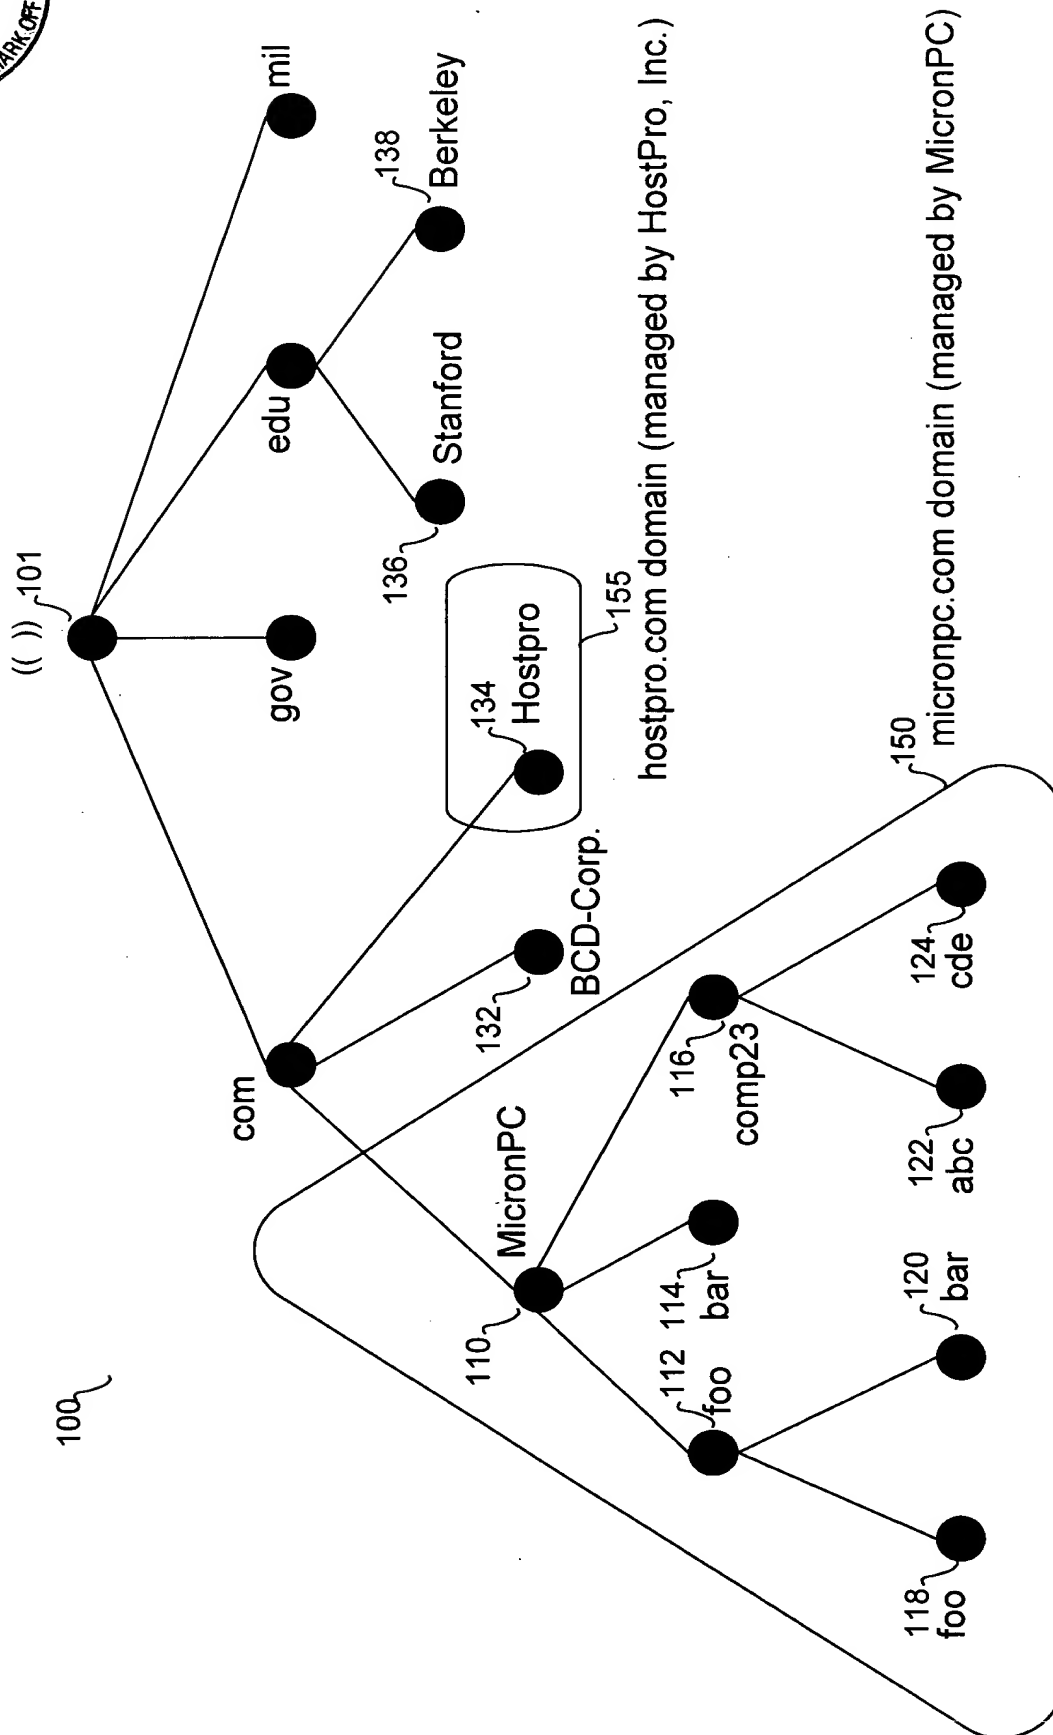 ARK OFF
100
(( ))
101
com
gov
edu
mil
110
MicronPC
132
BCD-Corp.
134
Hostpro
155
136
Stanford
138
Berkeley
hostpro.com domain (managed by HostPro, Inc.)
112
foo
114
bar
116
comp23
150
micronpc.com domain (managed by MicronPC)
118
foo
120
bar
122
abc
124
cde